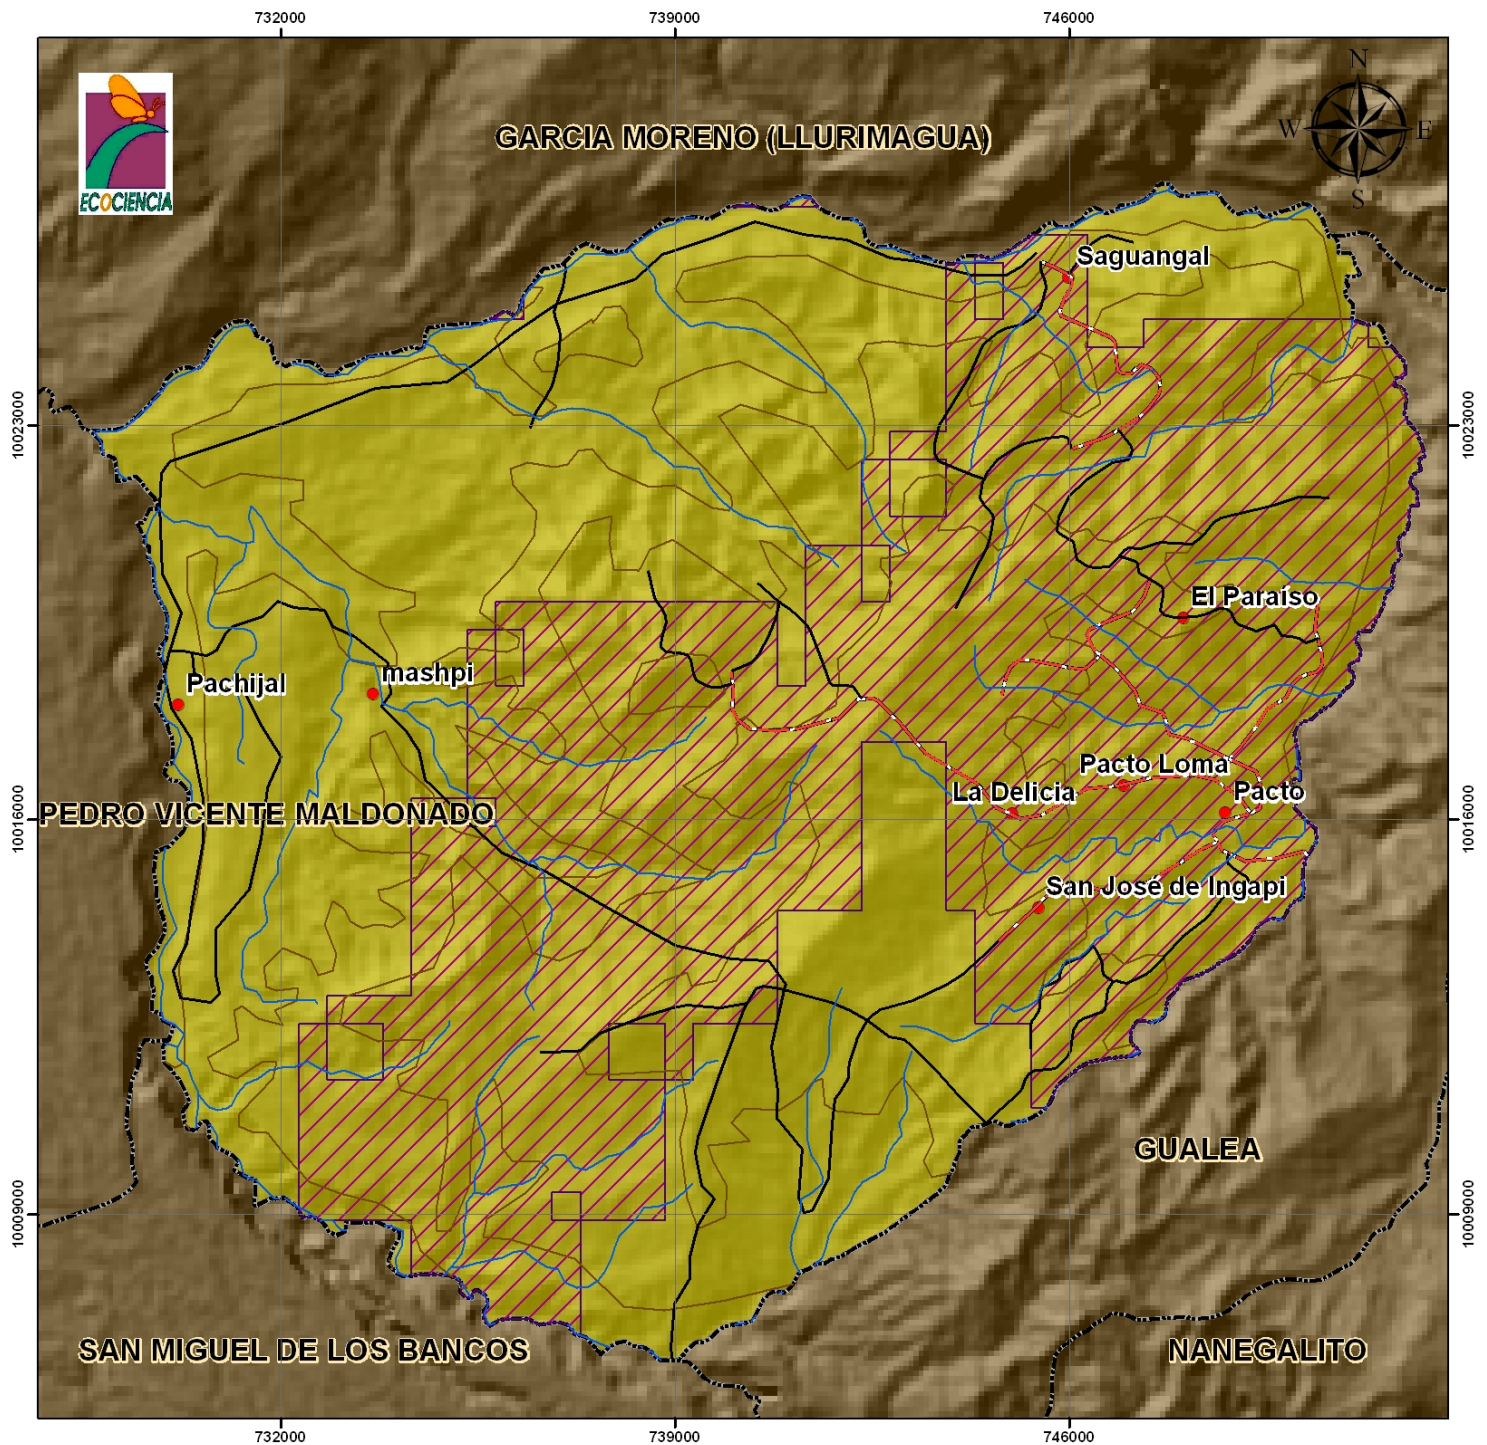 732000
739000
746000
N
W
E
S
ECOCIENCIA
GARCIA MORENO (LLURIMAGUA)
Saguangal
10023000
10023000
El Paraíso
mashpi
Pachijal
Pacto Loma
La Delicia
Pacto
PEDRO VICENTE MALDONADO
10016000
10016000
San José de Ingapi
GUALEA
10009000
10009000
SAN MIGUEL DE LOS BANCOS
NANEGALITO
732000
739000
746000